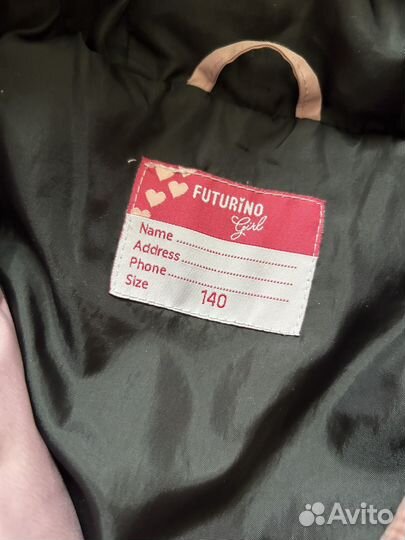 FUTURINO
Girl
Name ....................
Address ....................
Phone ....................
Size 140
Avito